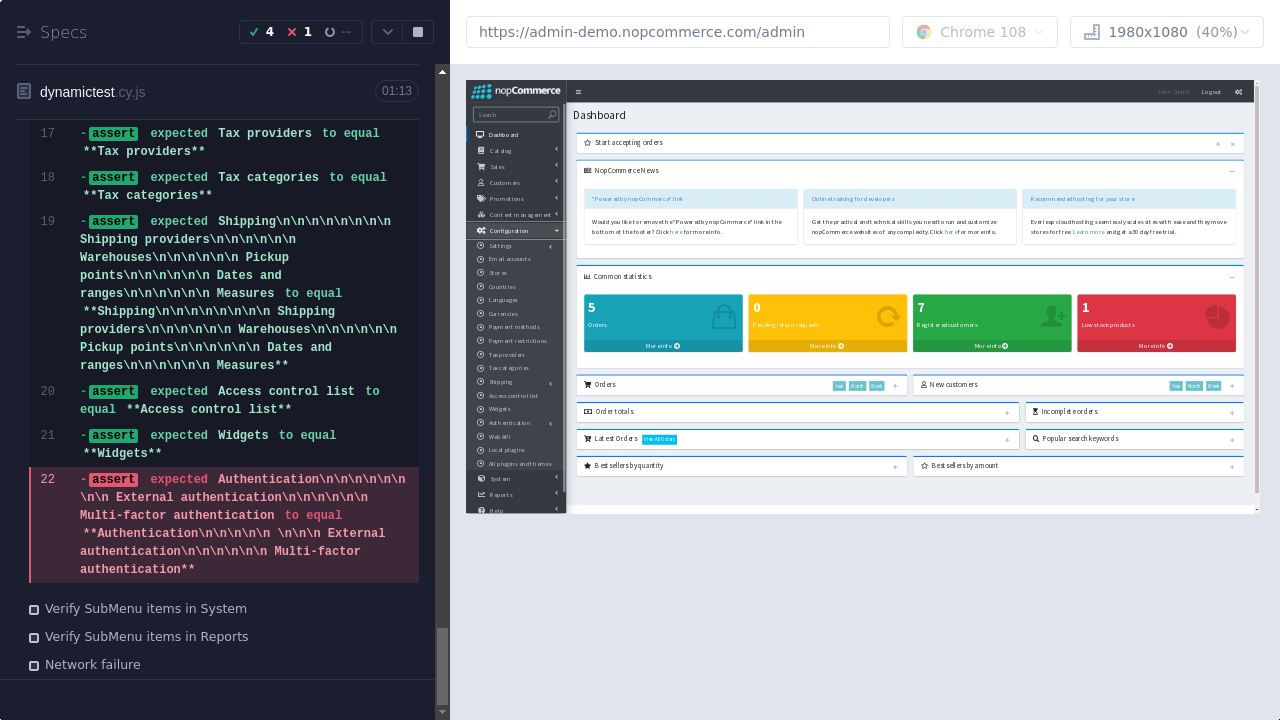 Specs
4
1
--
https://admin-demo.nopcommerce.com/admin
Chrome 108
1980x1080 (40%)
dynamictest.cy.js
01:13
17 -assert expected Tax providers to equal
**Tax providers**
18 -assert expected Tax categories to equal
**Tax categories**
19 -assert expected Shipping\n\n\n\n\n\n
Shipping providers\n\n\n\n\n\n
Warehouses\n\n\n\n\n\n Pickup
points\n\n\n\n\n\n Dates and
ranges\n\n\n\n\n\n Measures to equal
**Shipping\n\n\n\n\n\n Shipping
providers\n\n\n\n\n\n Warehouses\n\n\n\n\n\n
Pickup points\n\n\n\n\n\n Dates and
ranges\n\n\n\n\n\n Measures**
20 -assert expected Access control list to
equal **Access control list**
21 -assert expected Widgets to equal
**Widgets**
22 -assert expected Authentication\n\n\n\n\n\n
\n\n External authentication\n\n\n\n\n\n
Multi-factor authentication to equal
**Authentication\n\n\n\n\n \n\n\n External
authentication\n\n\n\n\n\n Multi-factor
authentication**
Verify SubMenu items in System
Verify SubMenu items in Reports
Network failure
nopCommerce
John Smith
Logout
Search
Dashboard
Catalog
Sales
Customers
Promotions
Content management
Configuration
Settings
Email accounts
Stores
Countries
Languages
Currencies
Payment methods
Payment restrictions
Tax providers
Tax categories
Shipping
Access control list
Widgets
Authentication
Web API
Local plugins
All plugins and themes
System
Reports
Help
Dashboard
Start accepting orders
nopCommerce News
"Powered by nopCommerce" link
Would you like to remove the "Powered by nopCommerce" link in the
bottom of the footer? Click here for more info.
Online training for developers
Get the practical and technical skills you need to run and customize
nopCommerce websites of any complexity. Click here for more info.
Recommended hosting for your store
Everleap cloud hosting seamlessly scales sites with ease and they move
stores for free. Learn more and get a 30 day free trial.
Common statistics
5
Orders
More info
0
Pending return requests
More info
7
Registered customers
More info
1
Low stock products
More info
Orders
Year Month Week
New customers
Year Month Week
Order totals
Incomplete orders
Latest Orders View All Orders
Popular search keywords
Bestsellers by quantity
Bestsellers by amount